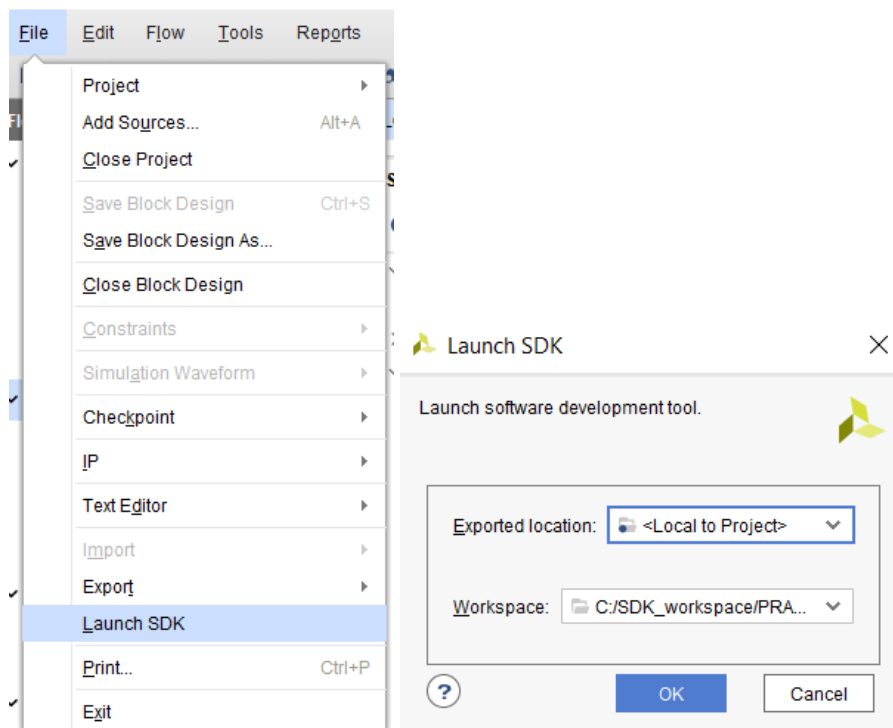 File Edit Flow Tools Reports
Project
Add Sources... Alt+A
Close Project
Save Block Design Ctrl+S
Save Block Design As...
Close Block Design
Constraints
Simulation Waveform
Checkpoint
IP
Text Editor
Import
Export
Launch SDK
Print... Ctrl+P
Exit
Launch SDK
Launch software development tool.
Exported location: <Local to Project>
Workspace: C:/SDK_workspace/PRA...
? OK Cancel